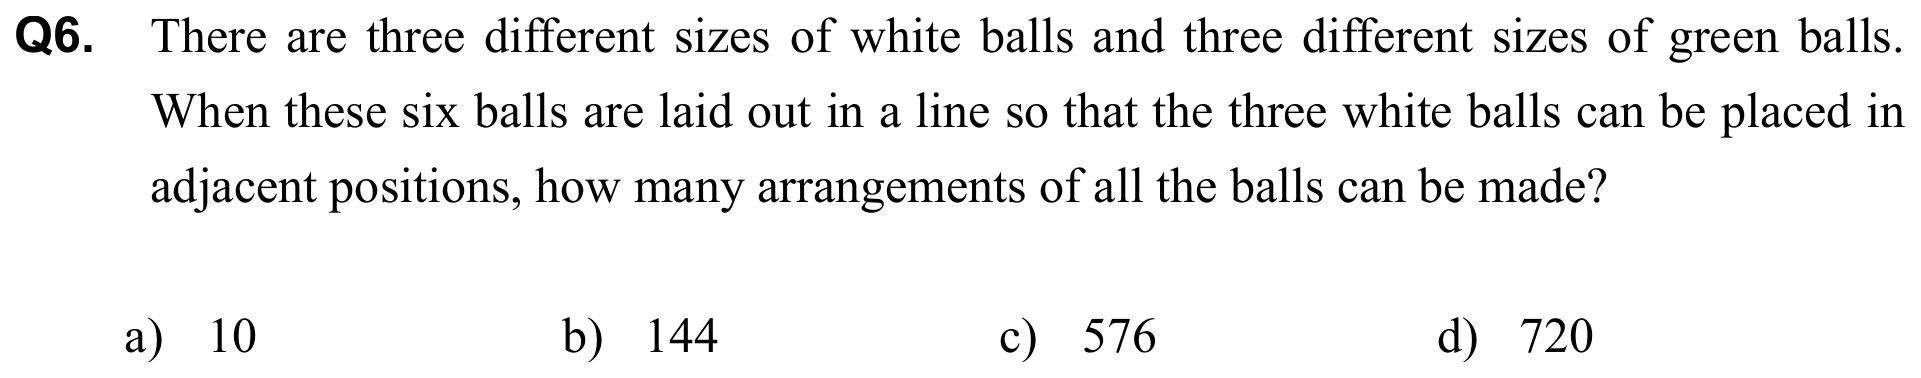 Q6. There are three different sizes of white balls and three different sizes of green balls.
When these six balls are laid out in a line so that the three white balls can be placed in
adjacent positions, how many arrangements of all the balls can be made?
a) 10 b) 144 c) 576 d) 720